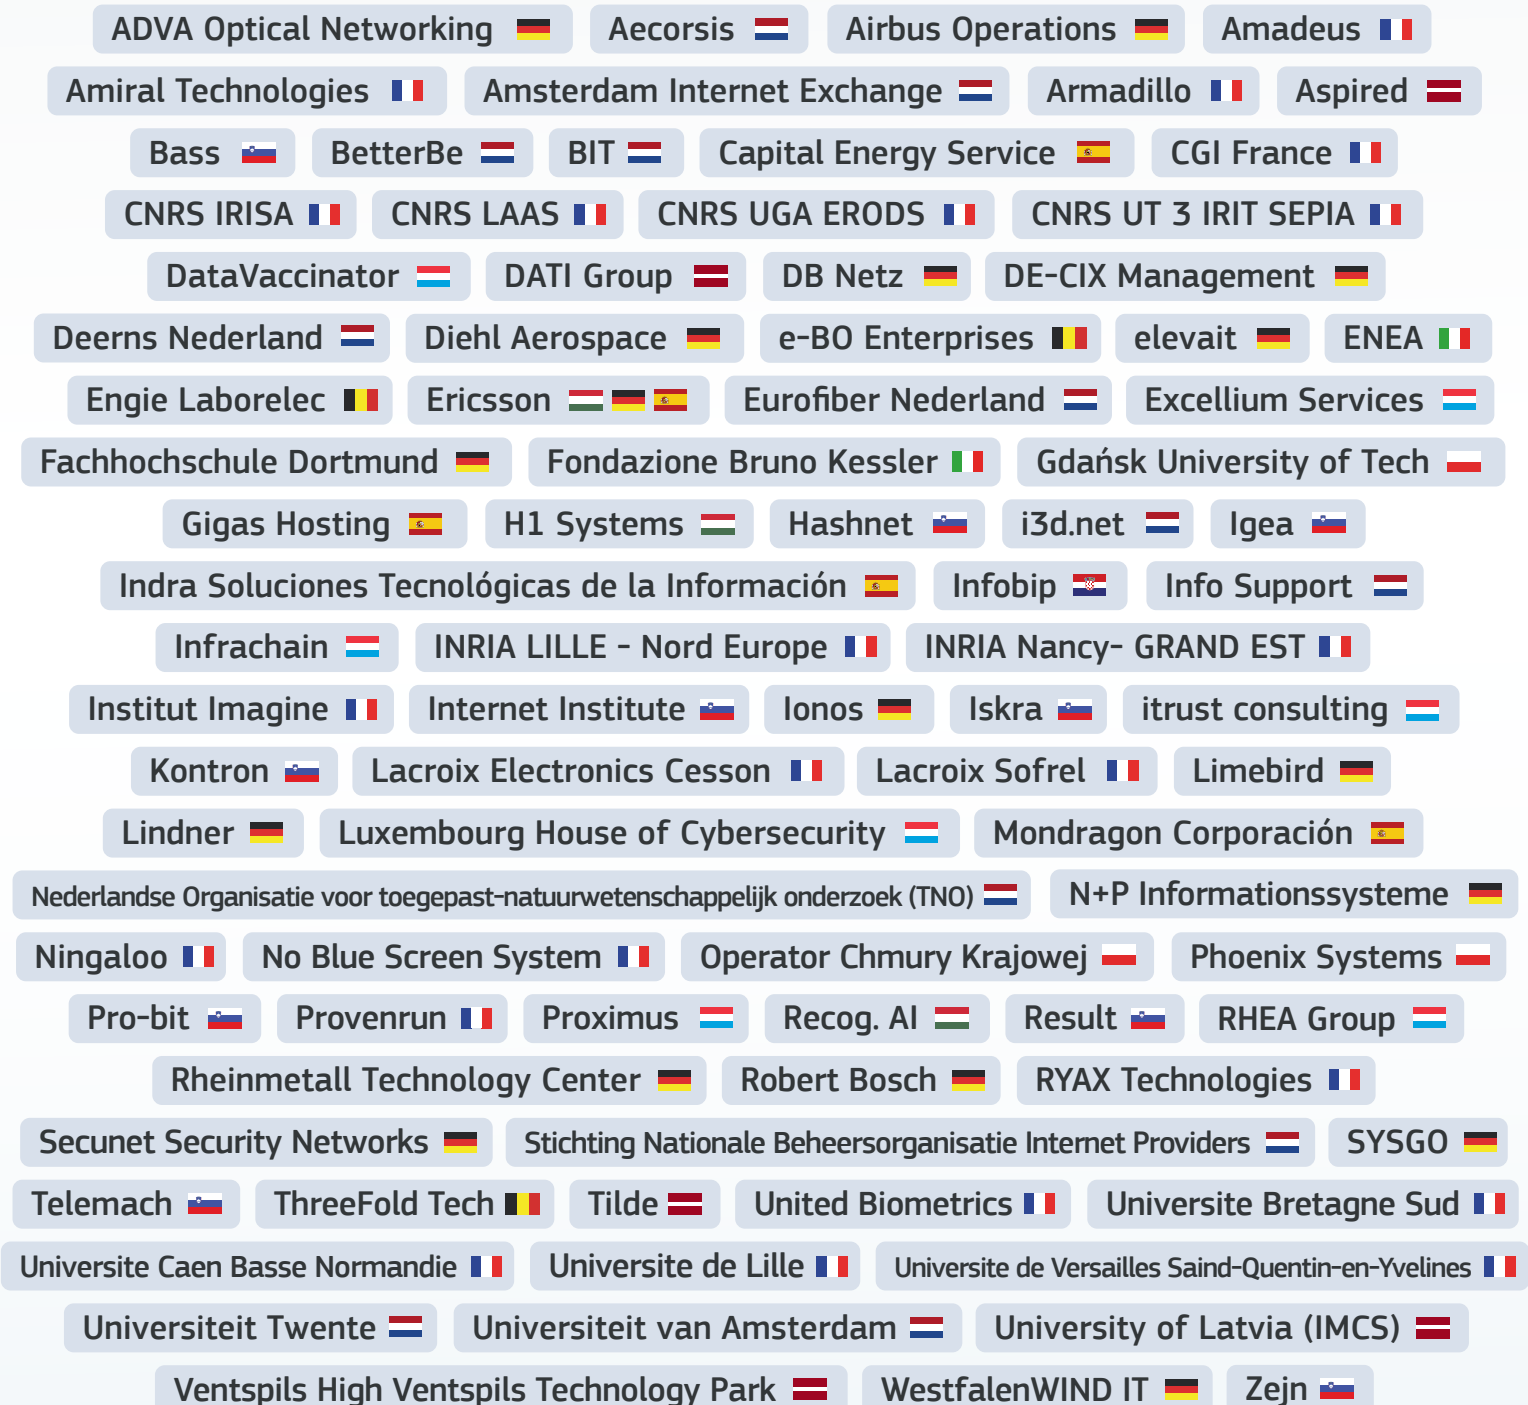 ADVA Optical Networking Aecorsis Airbus Operations Amadeus
Amiral Technologies Amsterdam Internet Exchange Armadillo Aspired
Bass BetterBe BIT Capital Energy Service CGI France
CNRS IRISA CNRS LAAS CNRS UGA ERODS CNRS UT 3 IRIT SEPIA
DataVaccinator DATI Group DB Netz DE-CIX Management
Deerns Nederland Diehl Aerospace e-BO Enterprises elevait ENEA
Engie Laborelec Ericsson Eurofiber Nederland Excellium Services
Fachhochschule Dortmund Fondazione Bruno Kessler Gdańsk University of Tech
Gigas Hosting H1 Systems Hashnet i3d.net Igea
Indra Soluciones Tecnológicas de la Información Infobip Info Support
Infrachain INRIA LILLE - Nord Europe INRIA Nancy- GRAND EST
Institut Imagine Internet Institute Ionos Iskra itrust consulting
Kontron Lacroix Electronics Cesson Lacroix Sofrel Limebird
Lindner Luxembourg House of Cybersecurity Mondragon Corporación
Nederlandse Organisatie voor toegepast-natuurwetenschappelijk onderzoek (TNO) N+P Informationssysteme
Ningaloo No Blue Screen System Operator Chmury Krajowej Phoenix Systems
Pro-bit Provenrun Proximus Recog. AI Result RHEA Group
Rheinmetall Technology Center Robert Bosch RYAX Technologies
Secunet Security Networks Stichting Nationale Beheersorganisatie Internet Providers SYSGO
Telemach ThreeFold Tech Tilde United Biometrics Universite Bretagne Sud
Universite Caen Basse Normandie Universite de Lille Universite de Versailles Saind-Quentin-en-Yvelines
Universiteit Twente Universiteit van Amsterdam University of Latvia (IMCS)
Ventspils High Ventspils Technology Park WestfalenWIND IT Zejn